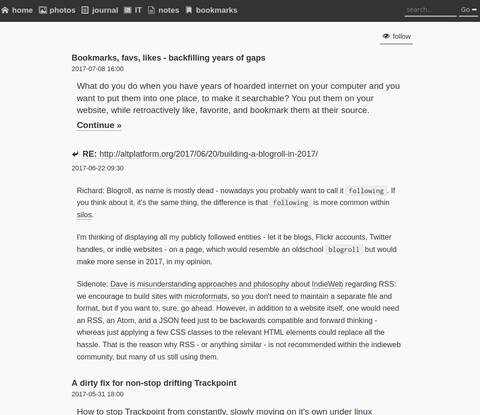 home photos journal IT notes bookmarks search... Go ➡
follow
Bookmarks, favs, likes - backfilling years of gaps
2017-07-08 16:00
What do you do when you have years of hoarded internet on your computer and you
want to put them into one place, to make it searchable? You put them on your
website, while retroactively like, favorite, and bookmark them at their source.
Continue »
RE: http://altplatform.org/2017/06/20/building-a-blogroll-in-2017/
2017-06-22 09:30
Richard: Blogroll, as name is mostly dead - nowadays you probably want to call it following. If
you think about it, it's the same thing, the difference is that following is more common within
silos.
I'm thinking of displaying all my publicly followed entities - let it be blogs, Flickr accounts, Twitter
handles, or indie websites - on a page, which would resemble an oldschool blogroll but would
make more sense in 2017, in my opinion.
Sidenote: Dave is misunderstanding approaches and philosophy about IndieWeb regarding RSS:
we encourage to build sites with microformats, so you don't need to maintain a separate file and
format, but if you want to, sure, go ahead. However, in addition to a website itself, one would need
an RSS, an Atom, and a JSON feed just to be backwards compatible and forward thinking -
whereas just applying a few CSS classes to the relevant HTML elements could replace all the
hassle. That is the reason why RSS - or anything similar - is not recommended within the indieweb
community, but many of us still using them.
A dirty fix for non-stop drifting Trackpoint
2017-05-31 18:00
How to stop Trackpoint from constantly, slowly moving on it's own under linux